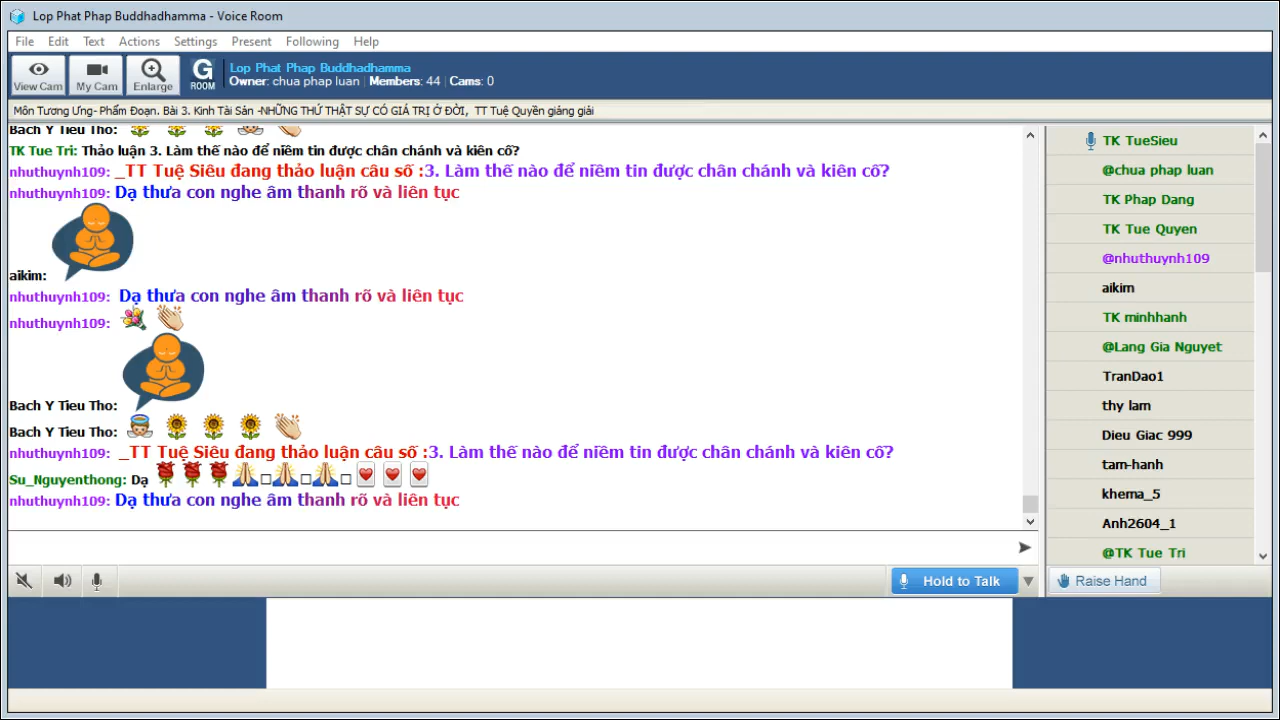 Lop Phat Phap Buddhadhamma - Voice Room
File Edit Text Actions Settings Present Following Help
View Cam My Cam Enlarge G ROOM
Lop Phat Phap Buddhadhamma
Owner: chua phap luan | Members: 44 | Cams: 0
Môn Tương Ưng- Phẩm Đoạn. Bài 3. Kinh Tài Sản -NHỮNG THỨ THẬT SỰ CÓ GIÁ TRỊ Ở ĐỜI, TT Tuệ Quyền giảng giải
Bach Y Tieu Tho:
TK Tue Tri: Thảo luận 3. Làm thế nào để niềm tin được chân chánh và kiên cố?
nhuthuynh109: _TT Tuệ Siêu đang thảo luận câu số :3. Làm thế nào để niềm tin được chân chánh và kiên cố?
nhuthuynh109: Dạ thưa con nghe âm thanh rõ và liên tục
aikim:
nhuthuynh109: Dạ thưa con nghe âm thanh rõ và liên tục
nhuthuynh109:
Bach Y Tieu Tho:
Bach Y Tieu Tho:
nhuthuynh109: _TT Tuệ Siêu đang thảo luận câu số :3. Làm thế nào để niềm tin được chân chánh và kiên cố?
Su_Nguyenthong: Dạ
nhuthuynh109: Dạ thưa con nghe âm thanh rõ và liên tục
Hold to Talk
TK TueSieu
@chua phap luan
TK Phap Dang
TK Tue Quyen
@nhuthuynh109
aikim
TK minhhanh
@Lang Gia Nguyet
TranDao1
thy lam
Dieu Giac 999
tam-hanh
khema_5
Anh2604_1
@TK Tue Tri
Raise Hand